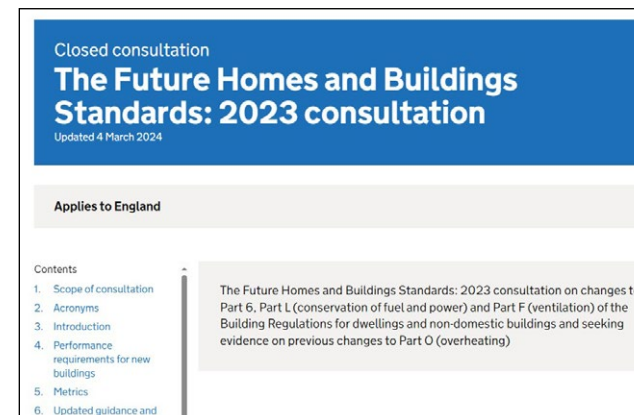 Closed consultation
The Future Homes and Buildings
Standards: 2023 consultation
Updated 4 March 2024
Applies to England
Contents
1. Scope of consultation
2. Acronyms
3. Introduction
4. Performance
requirements for new
buildings
5. Metrics
6. Updated guidance and
The Future Homes and Buildings Standards: 2023 consultation on changes t
Part 6, Part L (conservation of fuel and power) and Part F (ventilation) of the
Building Regulations for dwellings and non-domestic buildings and seeking
evidence on previous changes to Part O (overheating)